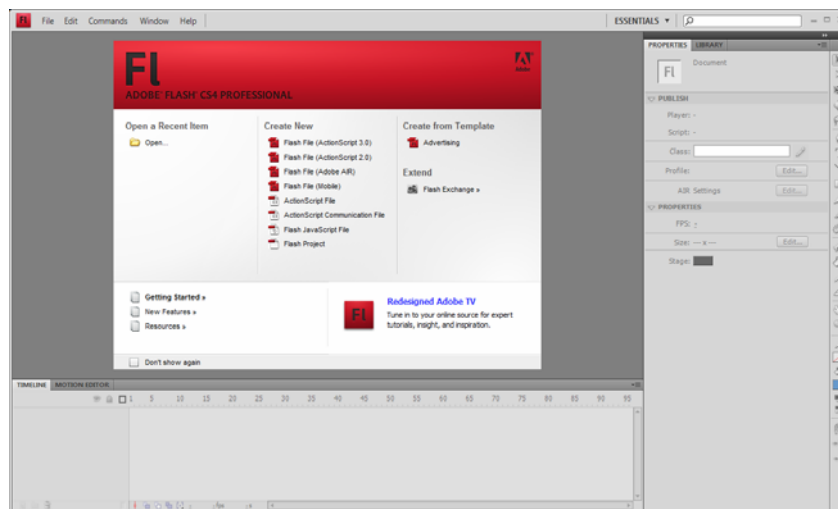 Fl File Edit Commands Window Help ESSENTIALS
PROPERTIES LIBRARY
Fl Document
PUBLISH
Player: -
Script: -
Class:
Profile: Edit...
AIR Settings Edit...
PROPERTIES
FPS: -
Size: --- x --- Edit...
Stage:
Fl
Adobe
ADOBE® FLASH® CS4 PROFESSIONAL
Open a Recent Item
Open...
Create New
Flash File (ActionScript 3.0)
Flash File (ActionScript 2.0)
Flash File (Adobe AIR)
Flash File (Mobile)
ActionScript File
ActionScript Communication File
Flash JavaScript File
Flash Project
Create from Template
Advertising
Extend
Flash Exchange »
Getting Started »
New Features »
Resources »
Fl
Redesigned Adobe TV
Tune in to your online source for expert
tutorials, insight, and inspiration.
Don't show again
TIMELINE MOTION EDITOR
1 5 10 15 20 25 30 35 40 45 50 55 60 65 70 75 80 85 90 95